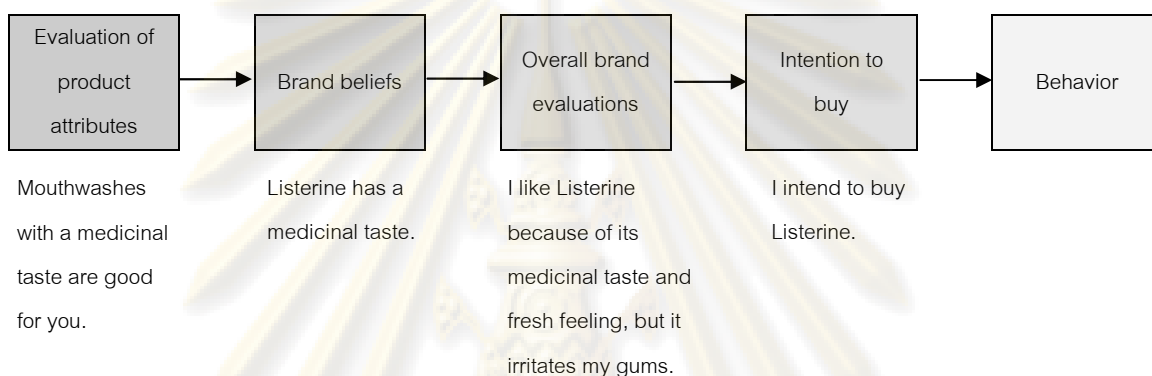 Evaluation of
product
attributes
Brand beliefs
Overall brand
evaluations
Intention to
buy
Behavior
Mouthwashes
with a medicinal
taste are good
for you.
Listerine has a
medicinal taste.
I like Listerine
because of its
medicinal taste and
fresh feeling, but it
irritates my gums.
I intend to buy
Listerine.